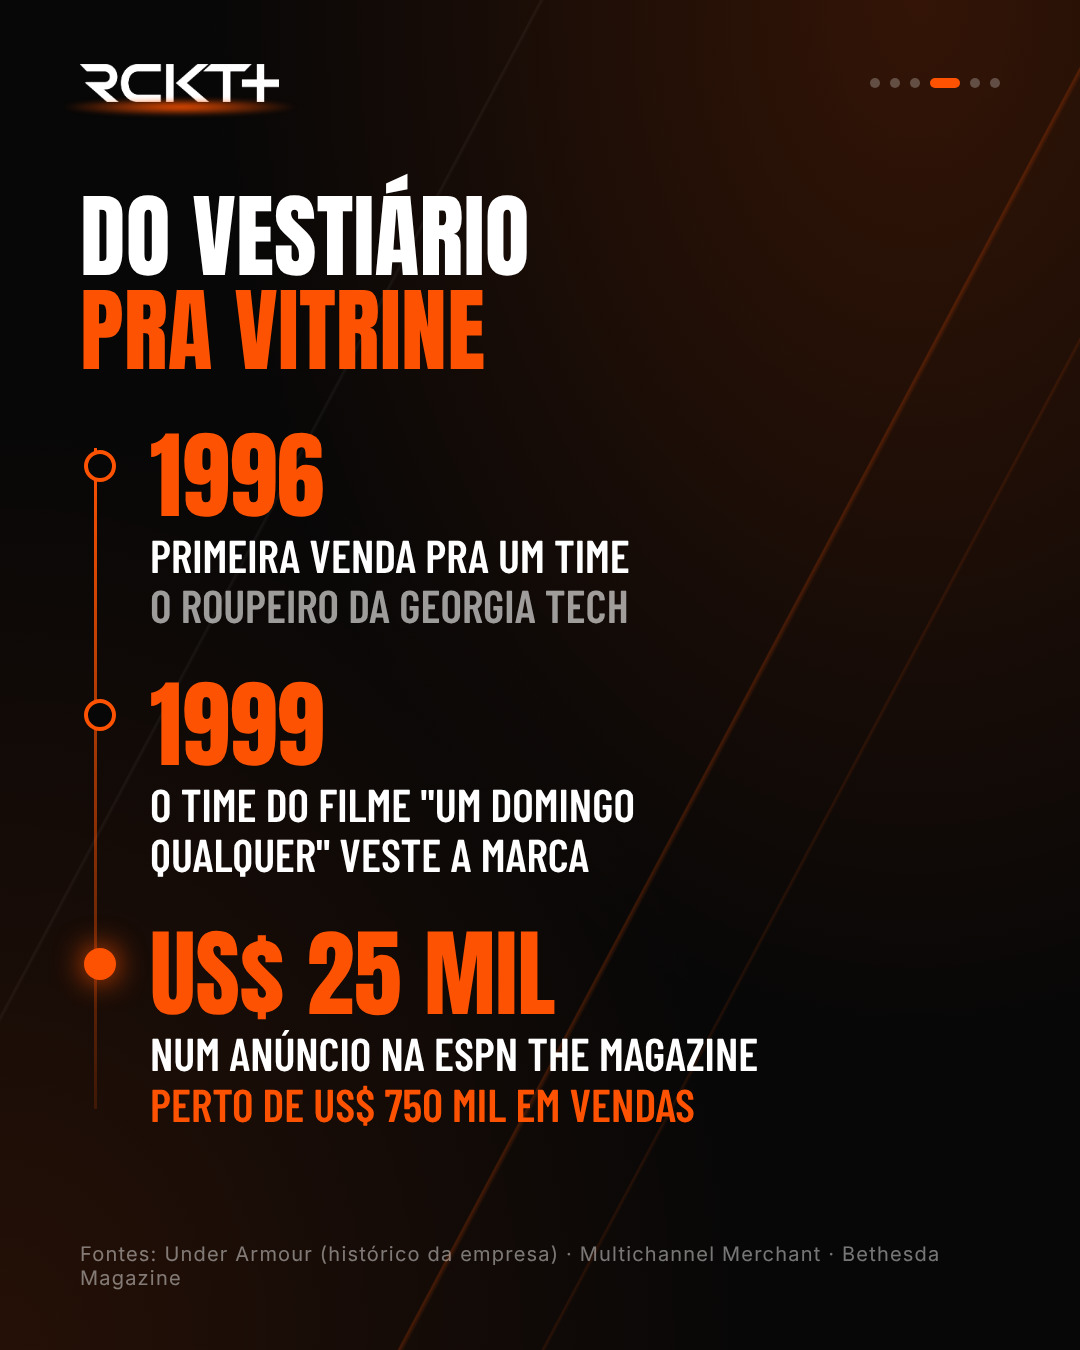 RCKT+
DO VESTIÁRIO
PRA VITRINE
1996
PRIMEIRA VENDA PRA UM TIME
O ROUPEIRO DA GEORGIA TECH
1999
O TIME DO FILME "UM DOMINGO
QUALQUER" VESTE A MARCA
US$ 25 MIL
NUM ANÚNCIO NA ESPN THE MAGAZINE
PERTO DE US$ 750 MIL EM VENDAS
Fontes: Under Armour (histórico da empresa) · Multichannel Merchant · Bethesda
Magazine